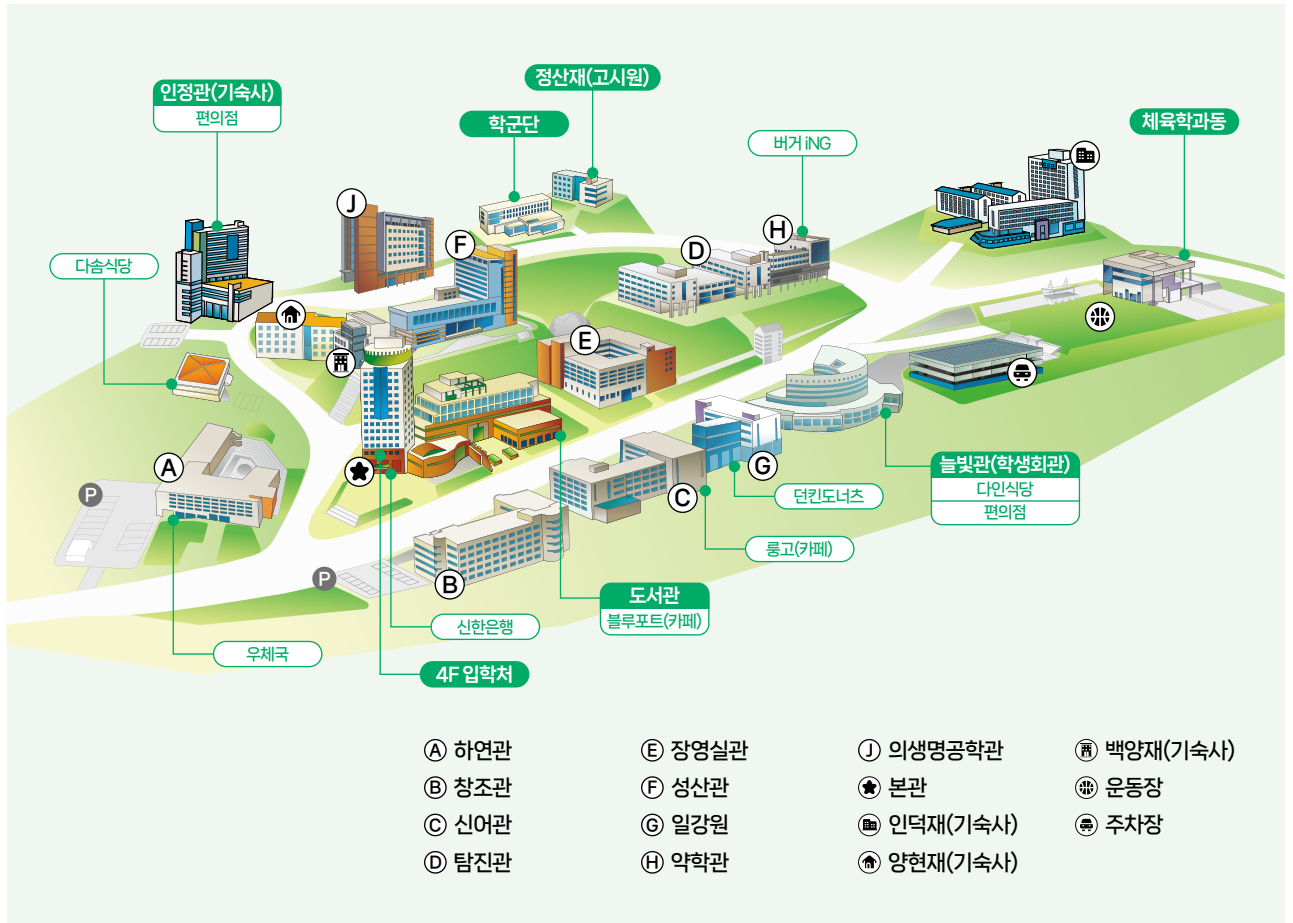 정산재(고시원)
인정관(기숙사)
편의점
학군단
체육학과동
버거 iNG
J
H
F
D
다솜식당
E
A
G
늘빛관(학생회관)
다인식당
편의점
P
C
던킨도너츠
룽고(카페)
P
B
도서관
블루포트(카페)
신한은행
우체국
4F 입학처
A 하연관
B 창조관
C 신어관
D 탐진관
E 장영실관
F 성산관
G 일강원
H 약학관
J 의생명공학관
본관
인덕재(기숙사)
양현재(기숙사)
백양재(기숙사)
운동장
주차장